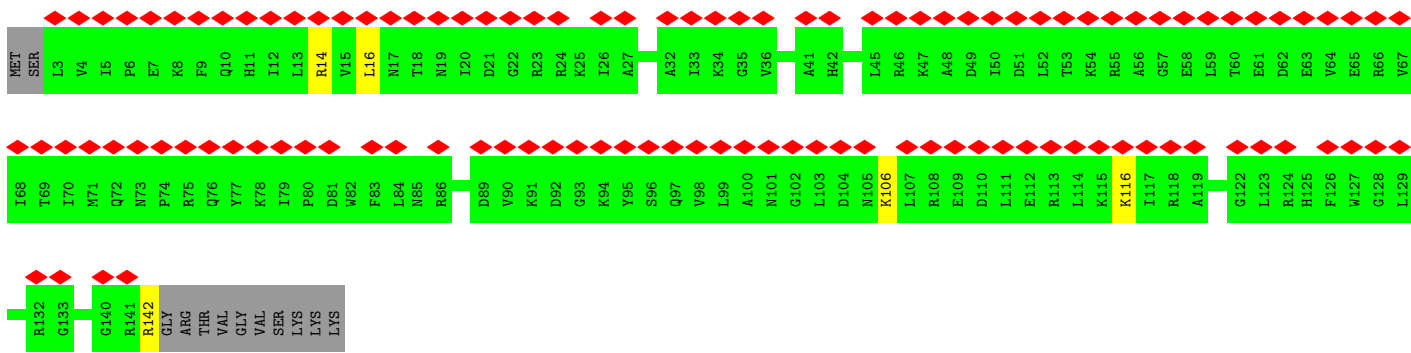 MET SER L3 V4 I5 P6 E7 K8 F9 Q10 H11 I12 L13 R14 V15 L16 N17 T18 N19 I20 D21 G22 R23 R24 K25 I26 A27 A32 I33 K34 G35 V36 A41 H42 L45 R46 K47 A48 D49 I50 D51 L52 T53 K54 R55 A56 G57 E58 L59 T60 E61 D62 E63 V64 E65 R66 V67
I68 T69 I70 M71 Q72 N73 P74 R75 Q76 Y77 K78 I79 P80 D81 W82 F83 L84 N85 R86 D89 V90 K91 D92 G93 K94 Y95 S96 Q97 V98 L99 A100 N101 G102 L103 D104 N105 K106 L107 R108 E109 D110 L111 E112 R113 L114 K115 K116 I117 R118 A119 G122 L123 R124 H125 F126 W127 G128 L129
R132 G133 G140 R141 R142 GLY ARG THR VAL GLY VAL SER LYS LYS LYS